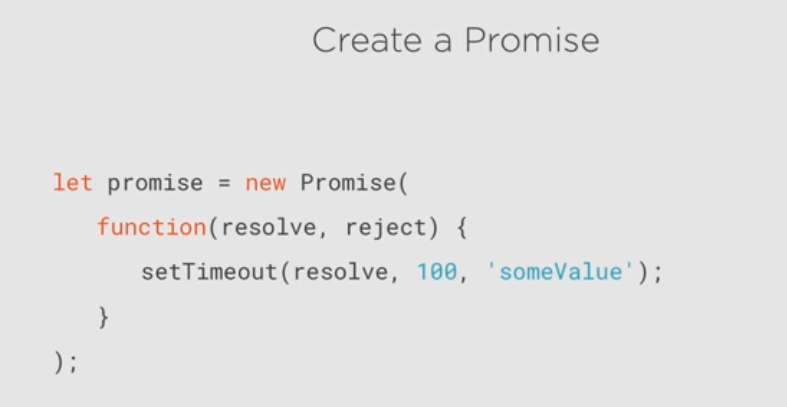 Create a Promise
let promise = new Promise(
function(resolve, reject) {
setTimeout(resolve, 100, 'someValue');
}
);